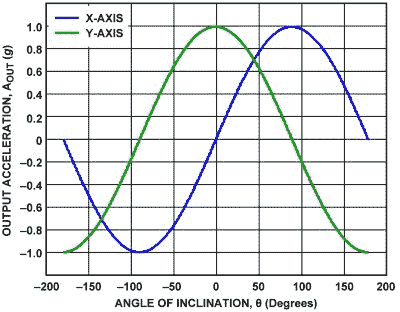 X-AXIS
Y-AXIS
OUTPUT ACCELERATION, AOUT (g)
1.0
0.8
0.6
0.4
0.2
0
–0.2
–0.4
–0.6
–0.8
–1.0
–200 –150 –100 –50 0 50 100 150 200
ANGLE OF INCLINATION, θ (Degrees)